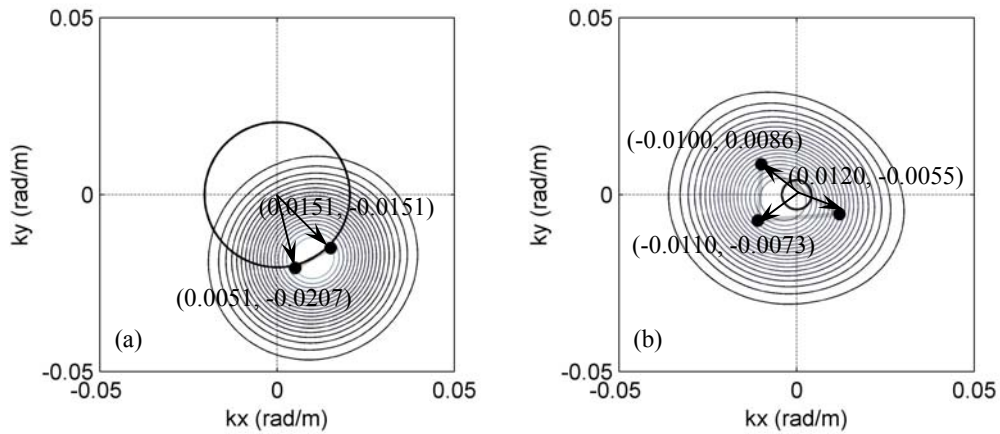 0.05
ky (rad/m)
0
(0.0151, -0.0151)
(0.0051, -0.0207)
(a)
-0.05
-0.05
0
0.05
kx (rad/m)
0.05
ky (rad/m)
(-0.0100, 0.0086)
(0.0120, -0.0055)
0
(-0.0110, -0.0073)
(b)
-0.05
-0.05
0
0.05
kx (rad/m)